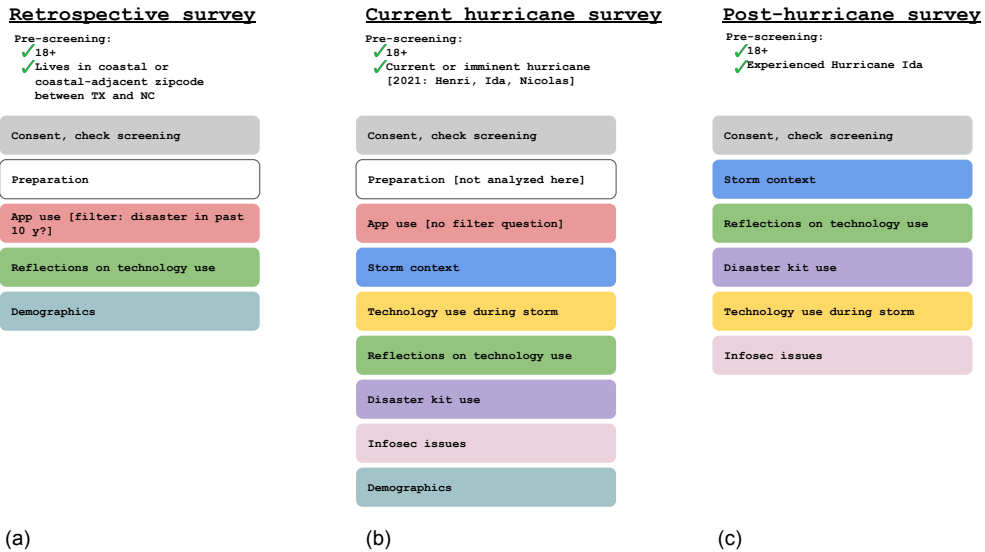 Retrospective survey
Pre-screening:
✓18+
✓Lives in coastal or
coastal-adjacent zipcode
between TX and NC
Consent, check screening
Preparation
App use [filter: disaster in past
10 y?]
Reflections on technology use
Demographics
(a)
Current hurricane survey
Pre-screening:
✓18+
✓Current or imminent hurricane
[2021: Henri, Ida, Nicolas]
Consent, check screening
Preparation [not analyzed here]
App use [no filter question]
Storm context
Technology use during storm
Reflections on technology use
Disaster kit use
Infosec issues
Demographics
(b)
Post-hurricane survey
Pre-screening:
✓18+
✓Experienced Hurricane Ida
Consent, check screening
Storm context
Reflections on technology use
Disaster kit use
Technology use during storm
Infosec issues
(c)